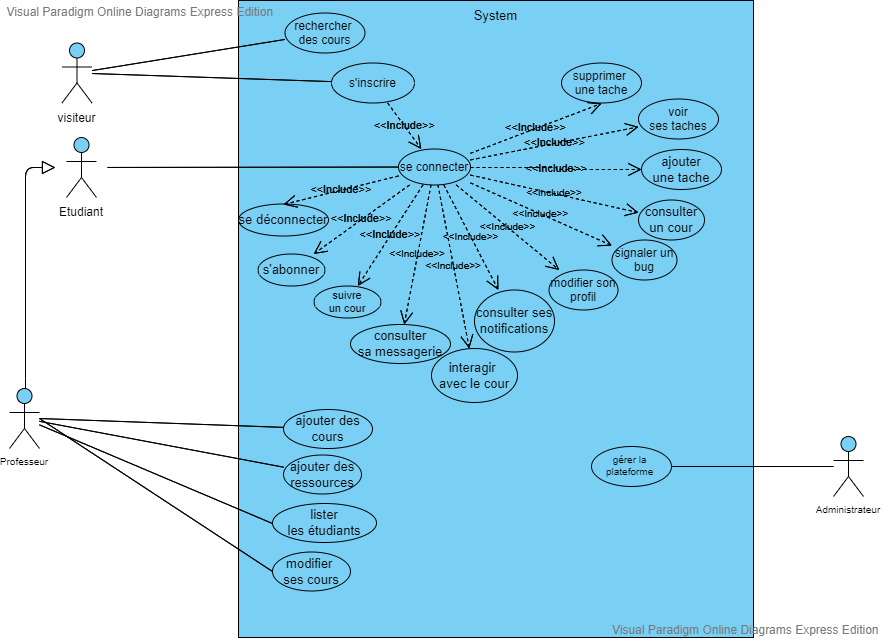 Visual Paradigm Online Diagrams Express Edition
System
rechercher
des cours
visiteur
s'inscrire
supprimer
une tache
voir
ses taches
<<Include>>
<<Include>>
<<Include>>
Etudiant
se connecter
<<Include>>
ajouter
une tache
<<Include>>
<<Include>>
se déconnecter
<<Include>>
<<Include>>
consulter
un cour
<<Include>>
<<Include>>
<<Include>>
signaler un
bug
<<Include>>
<<Include>>
s'abonner
suivre
un cour
modifier son
profil
consulter ses
notifications
consulter
sa messagerie
interagir
avec le cour
Professeur
ajouter des
cours
ajouter des
ressources
gérer la
plateforme
Administrateur
lister
les étudiants
modifier
ses cours
Visual Paradigm Online Diagrams Express Edition